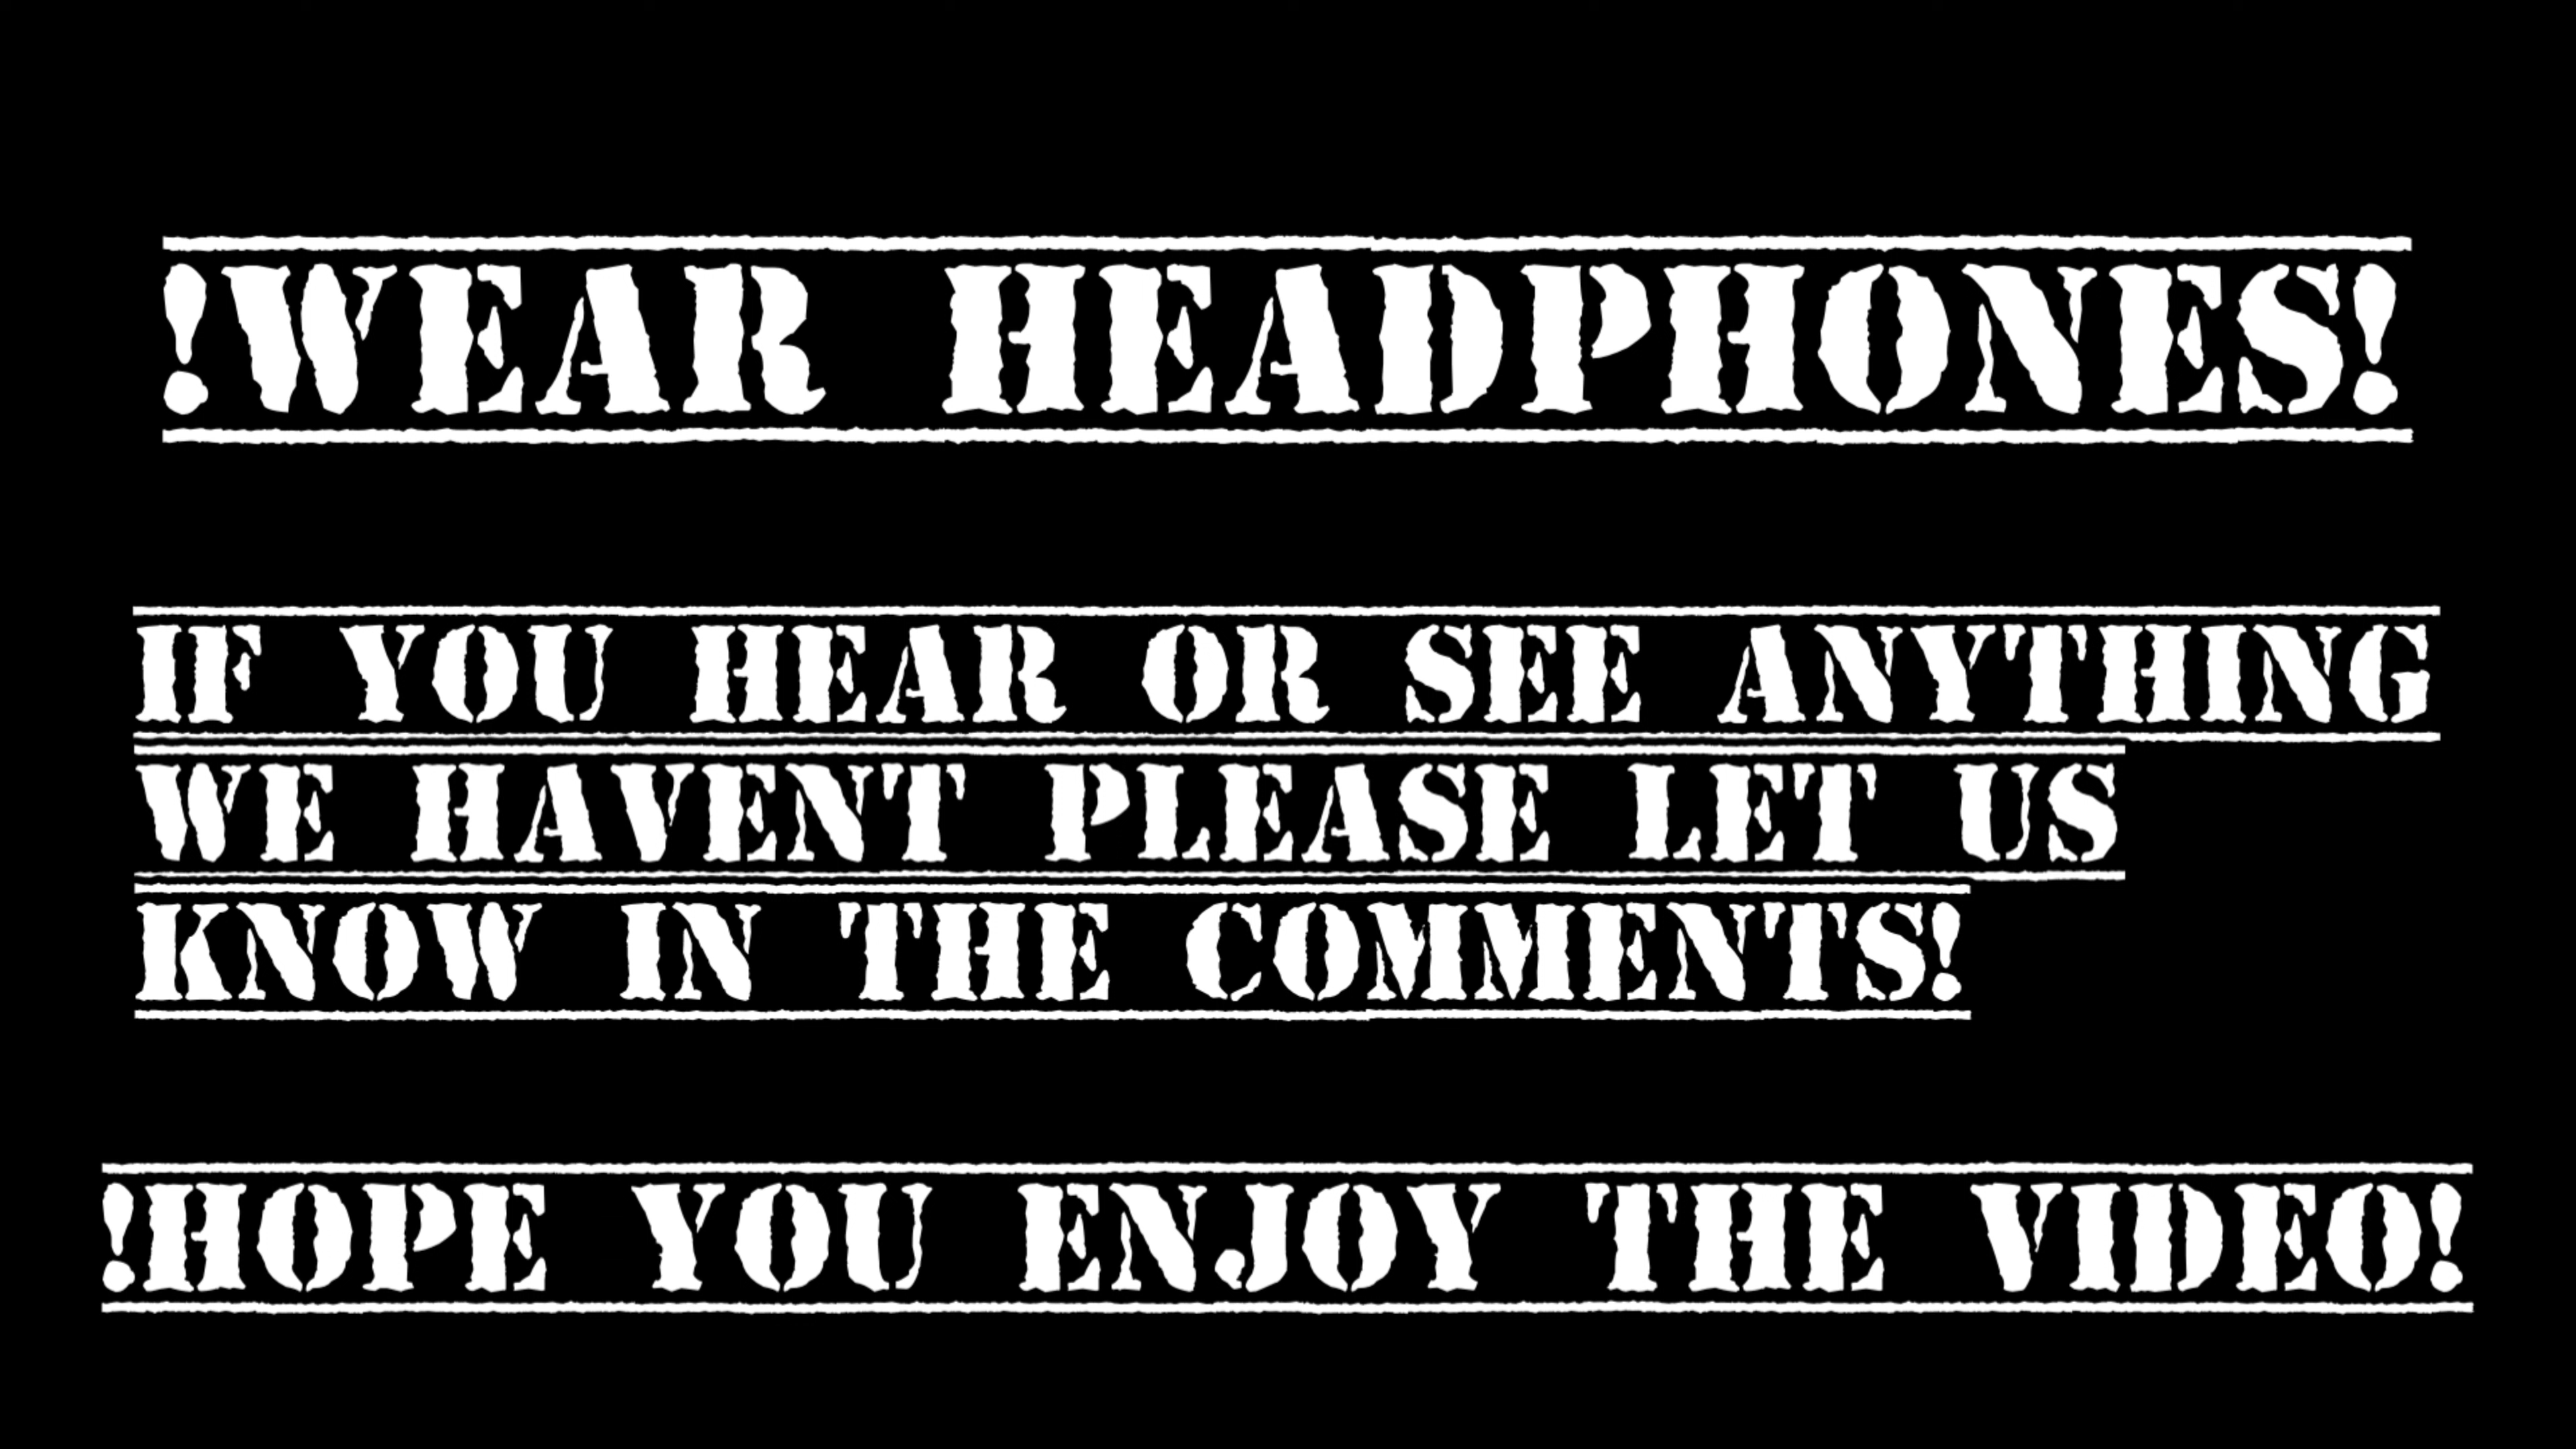 !WEAR HEADPHONES!
IF YOU HEAR OR SEE ANYTHING
WE HAVENT PLEASE LET US
KNOW IN THE COMMENTS!
!HOPE YOU ENJOY THE VIDEO!